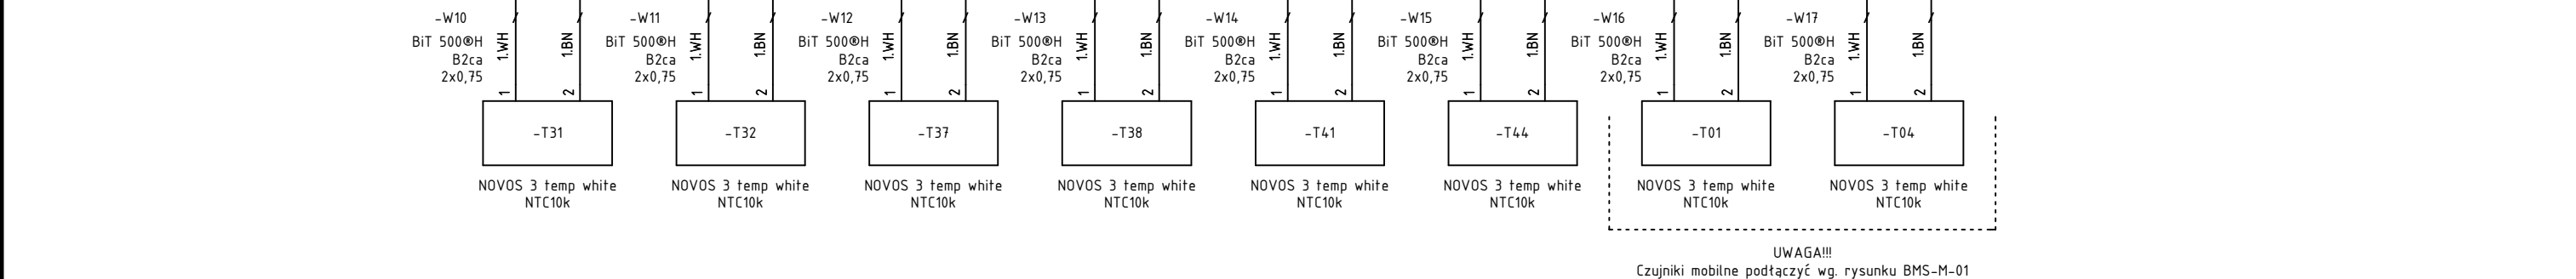 -W10 -W11 -W12 -W13 -W14 -W15 -W16 -W17
BiT 500®H 1.WH 1.BN BiT 500®H 1.WH 1.BN BiT 500®H 1.WH 1.BN BiT 500®H 1.WH 1.BN BiT 500®H 1.WH 1.BN BiT 500®H 1.WH 1.BN BiT 500®H 1.WH 1.BN BiT 500®H 1.WH 1.BN
B2ca B2ca B2ca B2ca B2ca B2ca B2ca B2ca
2x0,75 2x0,75 2x0,75 2x0,75 2x0,75 2x0,75 2x0,75 2x0,75
1 2 1 2 1 2 1 2 1 2 1 2 1 2 1 2
-T31 -T32 -T37 -T38 -T41 -T44 -T01 -T04
NOVOS 3 temp white NOVOS 3 temp white NOVOS 3 temp white NOVOS 3 temp white NOVOS 3 temp white NOVOS 3 temp white NOVOS 3 temp white NOVOS 3 temp white
NTC10k NTC10k NTC10k NTC10k NTC10k NTC10k NTC10k NTC10k
UWAGA!!!
Czujniki mobilne podłączyć wg. rysunku BMS-M-01